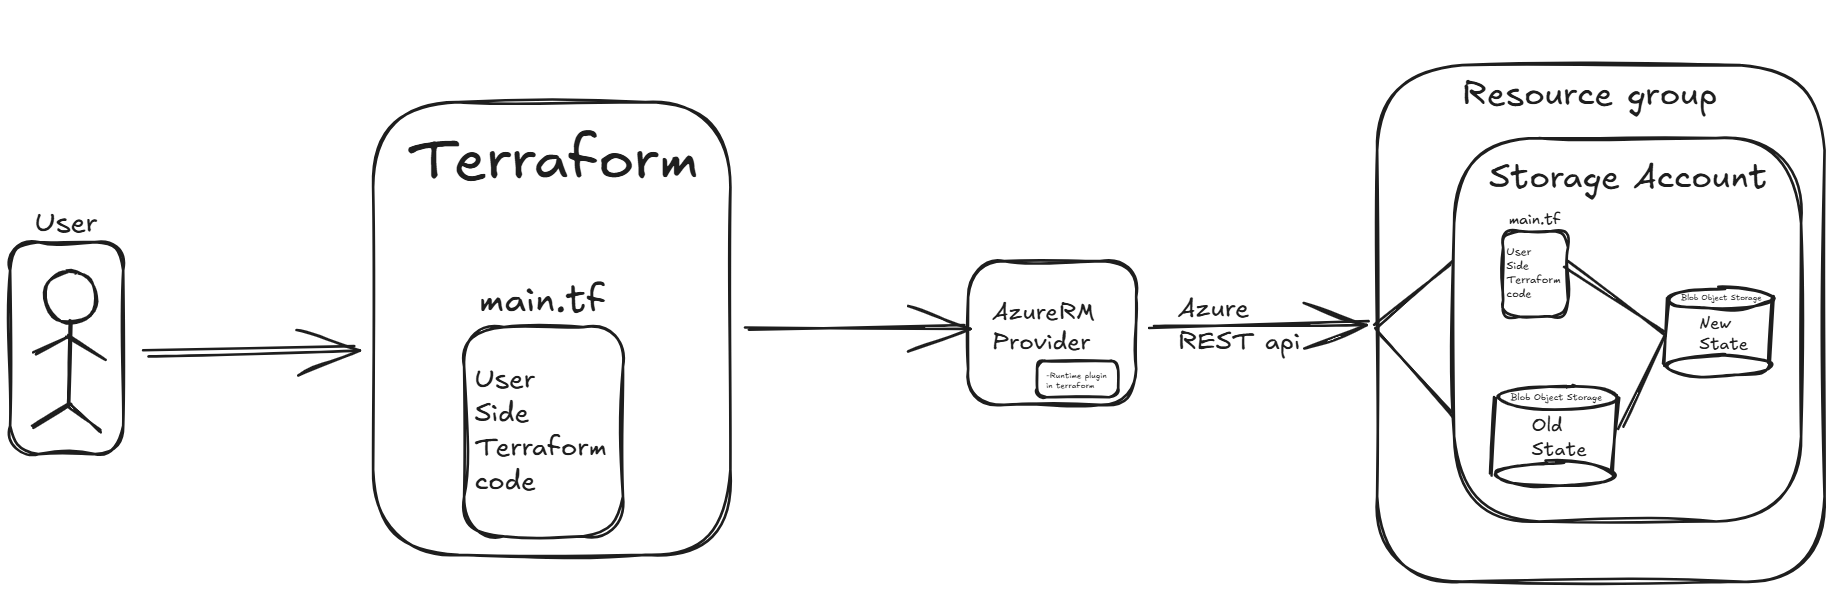 User
Terraform
main.tf
User
Side
Terraform
code
AzureRM
Provider
-Runtime plugin
in terraform
Azure
REST api
Resource group
Storage Account
main.tf
User
Side
Terraform
code
Blob Object Storage
New
State
Blob Object Storage
Old
State